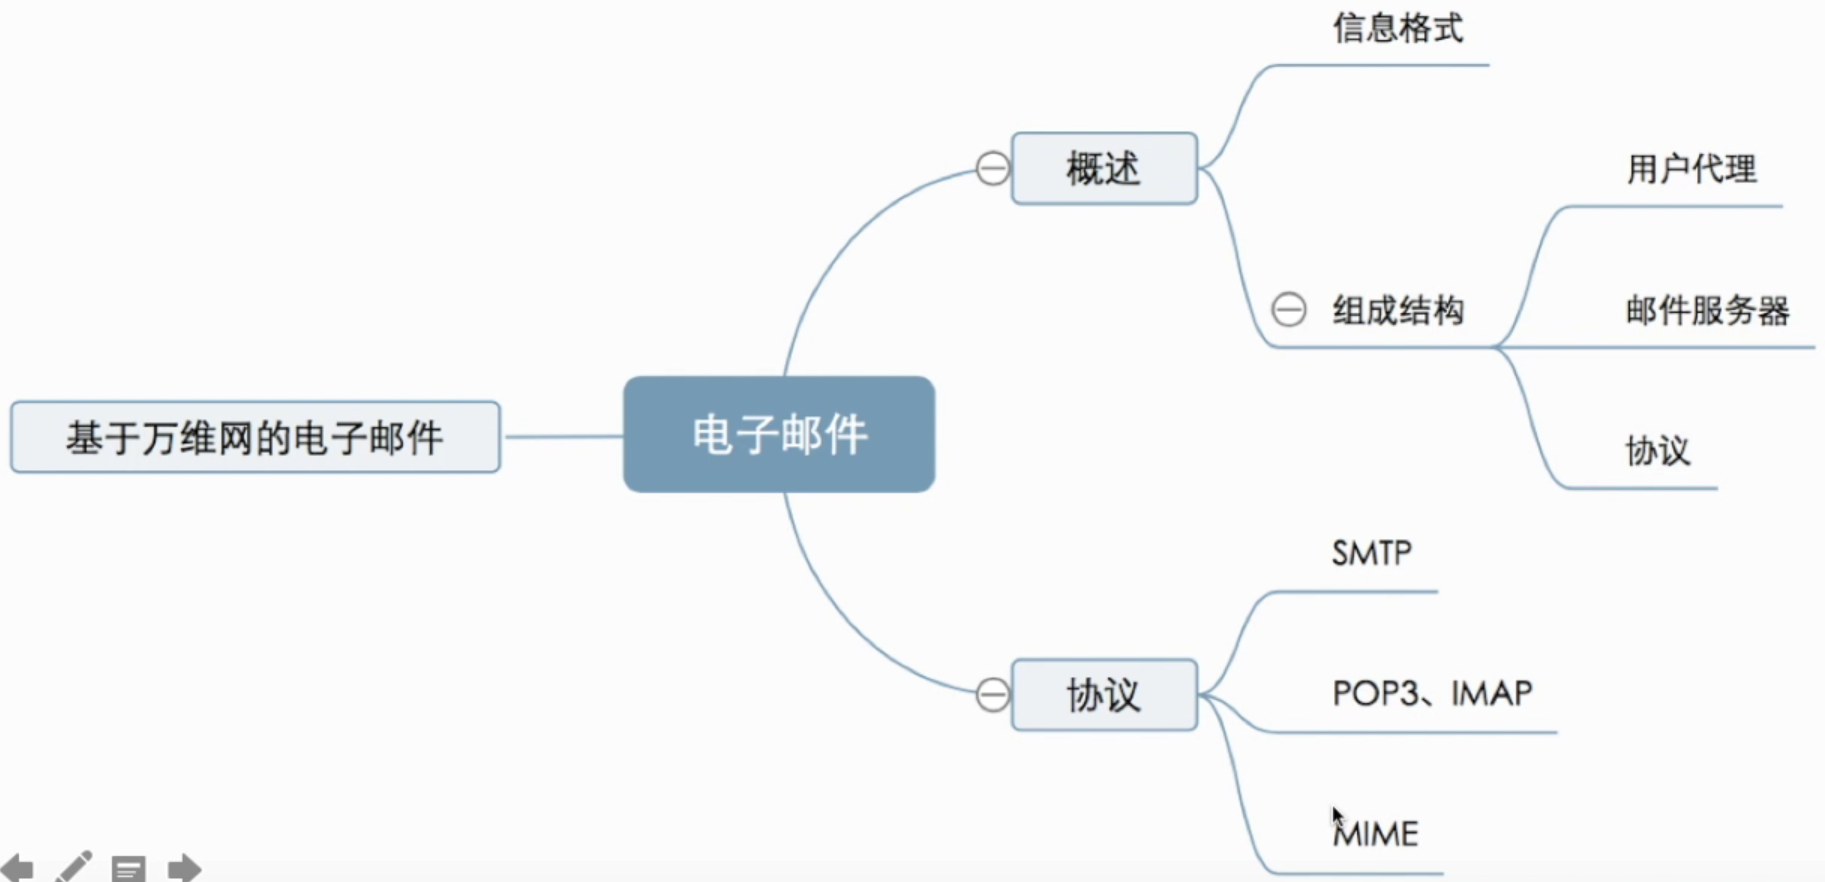 信息格式
概述
用户代理
组成结构
邮件服务器
基于万维网的电子邮件
电子邮件
协议
SMTP
协议
POP3、IMAP
MIME